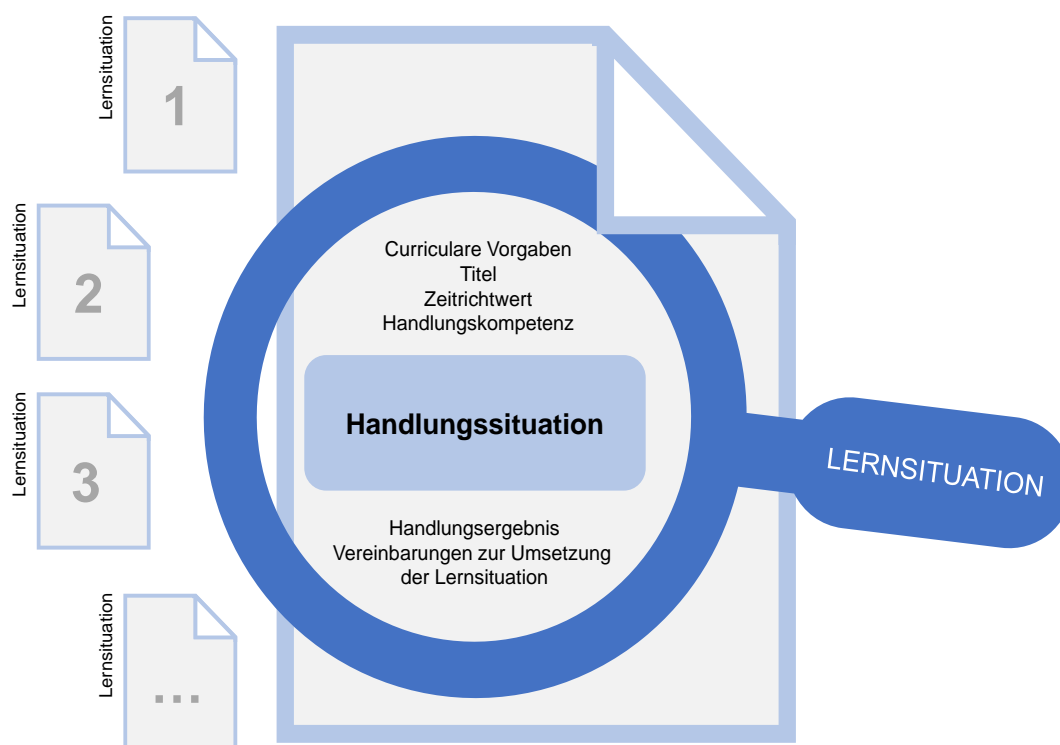 Lernsituation
1
Lernsituation
2
Lernsituation
3
Lernsituation
...
Curriculare Vorgaben
Titel
Zeitrichtwert
Handlungskompetenz
Handlungssituation
Handlungsergebnis
Vereinbarungen zur Umsetzung
der Lernsituation
LERNSITUATION